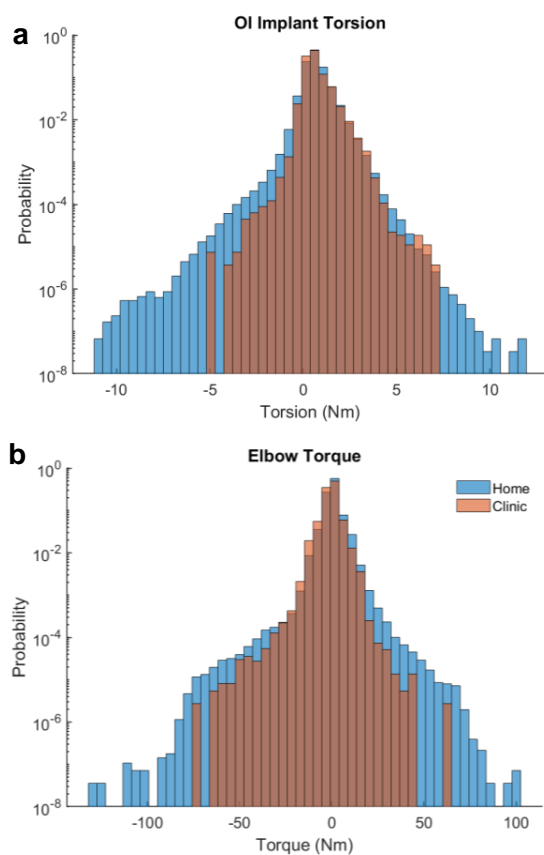 a
OI Implant Torsion
10^0
10^-2
10^-4
10^-6
10^-8
Probability
-10 -5 0 5 10
Torsion (Nm)
b
Elbow Torque
Home
Clinic
10^0
10^-2
10^-4
10^-6
10^-8
Probability
-100 -50 0 50 100
Torque (Nm)